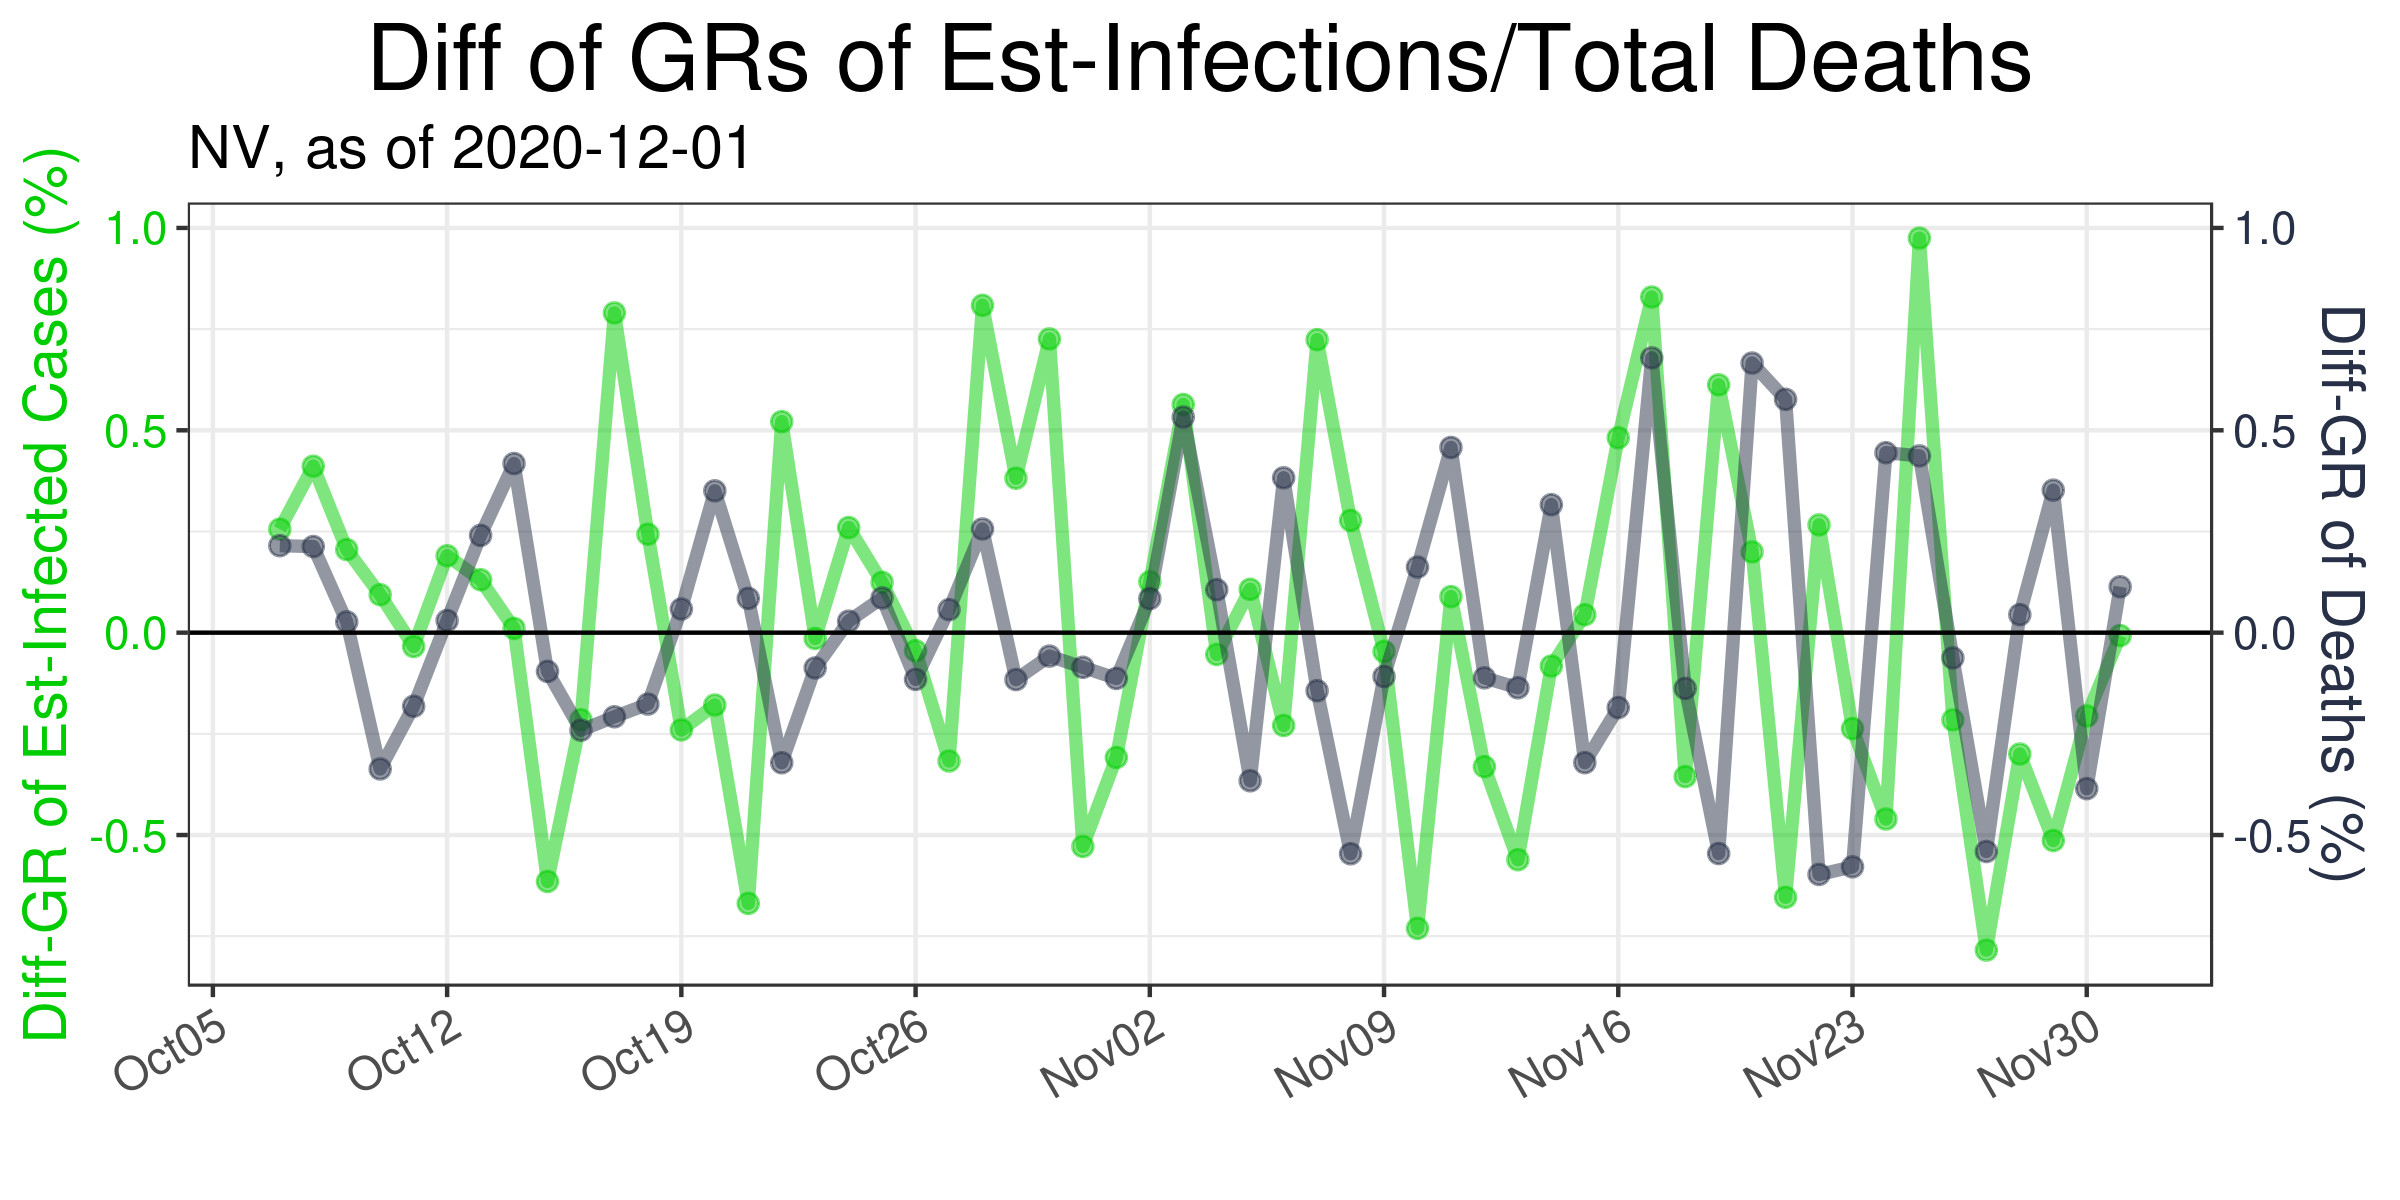 Diff of GRs of Est-Infections/Total Deaths
NV, as of 2020-12-01
Diff-GR of Est-Infected Cases (%)
1.0
0.5
0.0
-0.5
1.0
0.5
0.0
-0.5
Diff-GR of Deaths (%)
Oct05 Oct12 Oct19 Oct26 Nov02 Nov09 Nov16 Nov23 Nov30